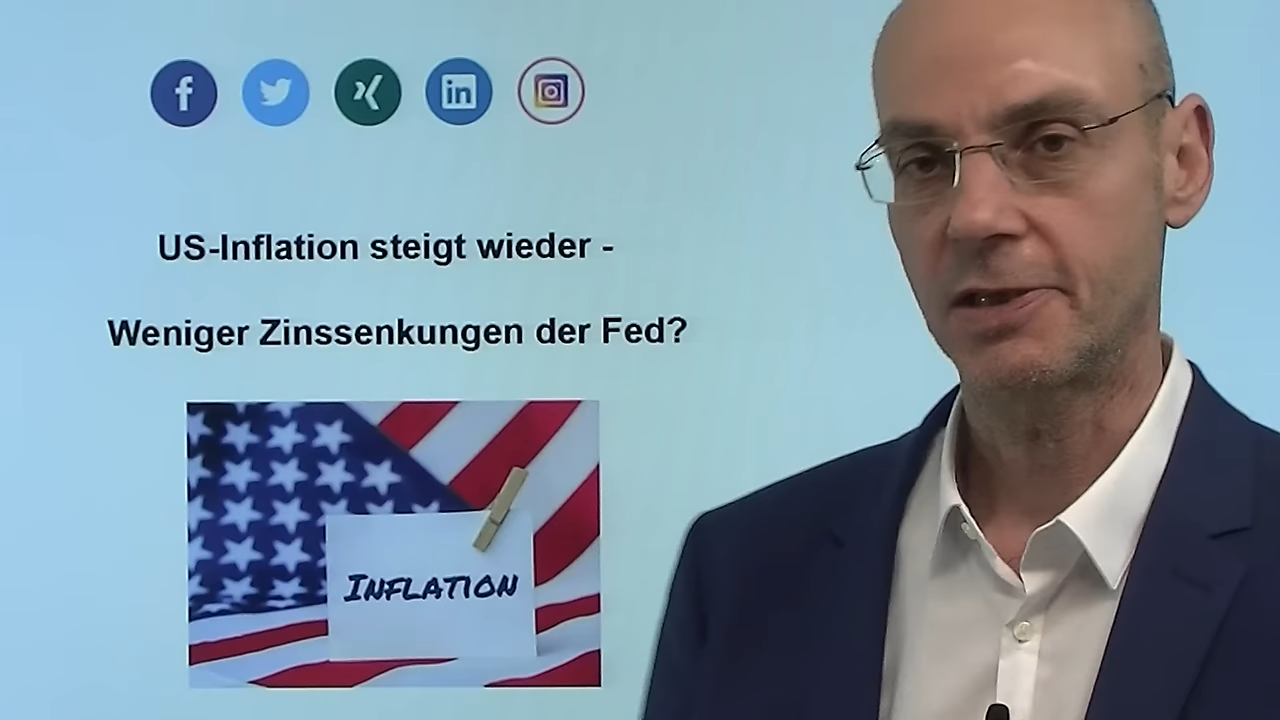 US-Inflation steigt wieder -
Weniger Zinssenkungen der Fed?
INFLATION